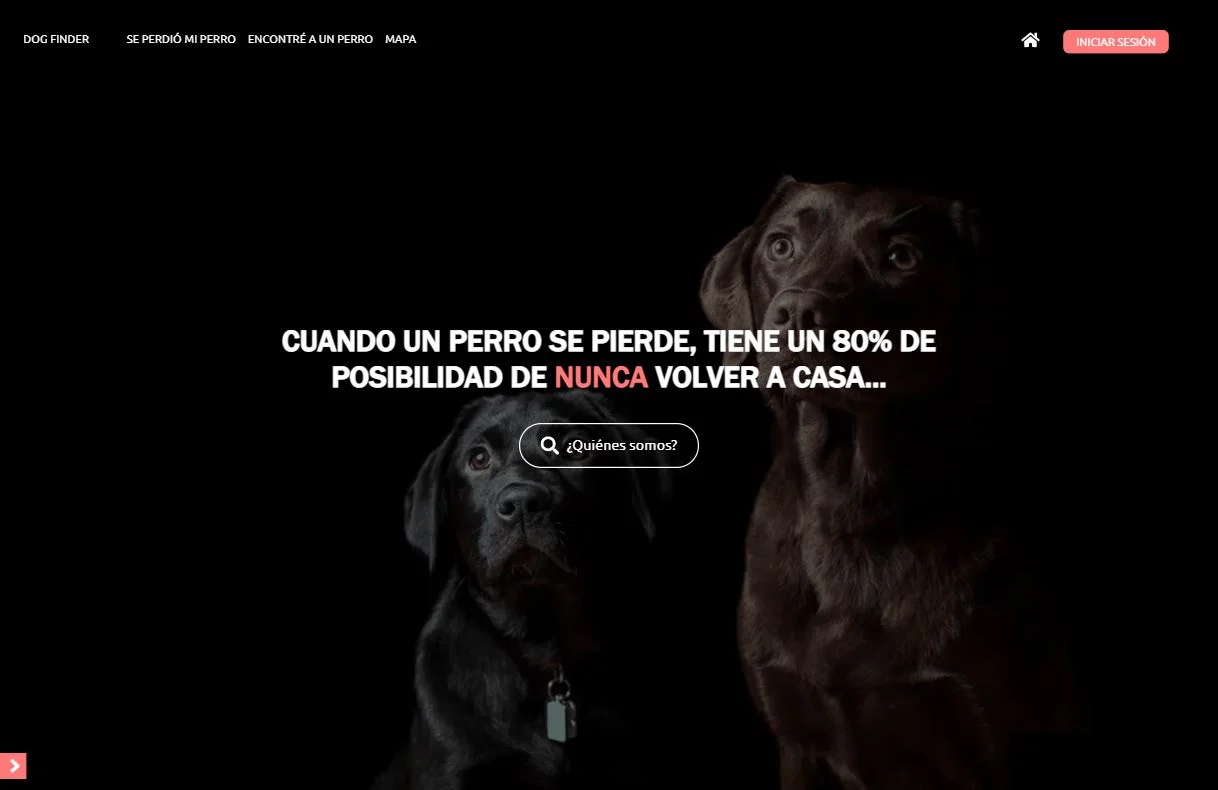 DOG FINDER
SE PERDIÓ MI PERRO
ENCONTRÉ A UN PERRO
MAPA
INICIAR SESIÓN
CUANDO UN PERRO SE PIERDE, TIENE UN 80% DE
POSIBILIDAD DE NUNCA VOLVER A CASA...
¿Quiénes somos?